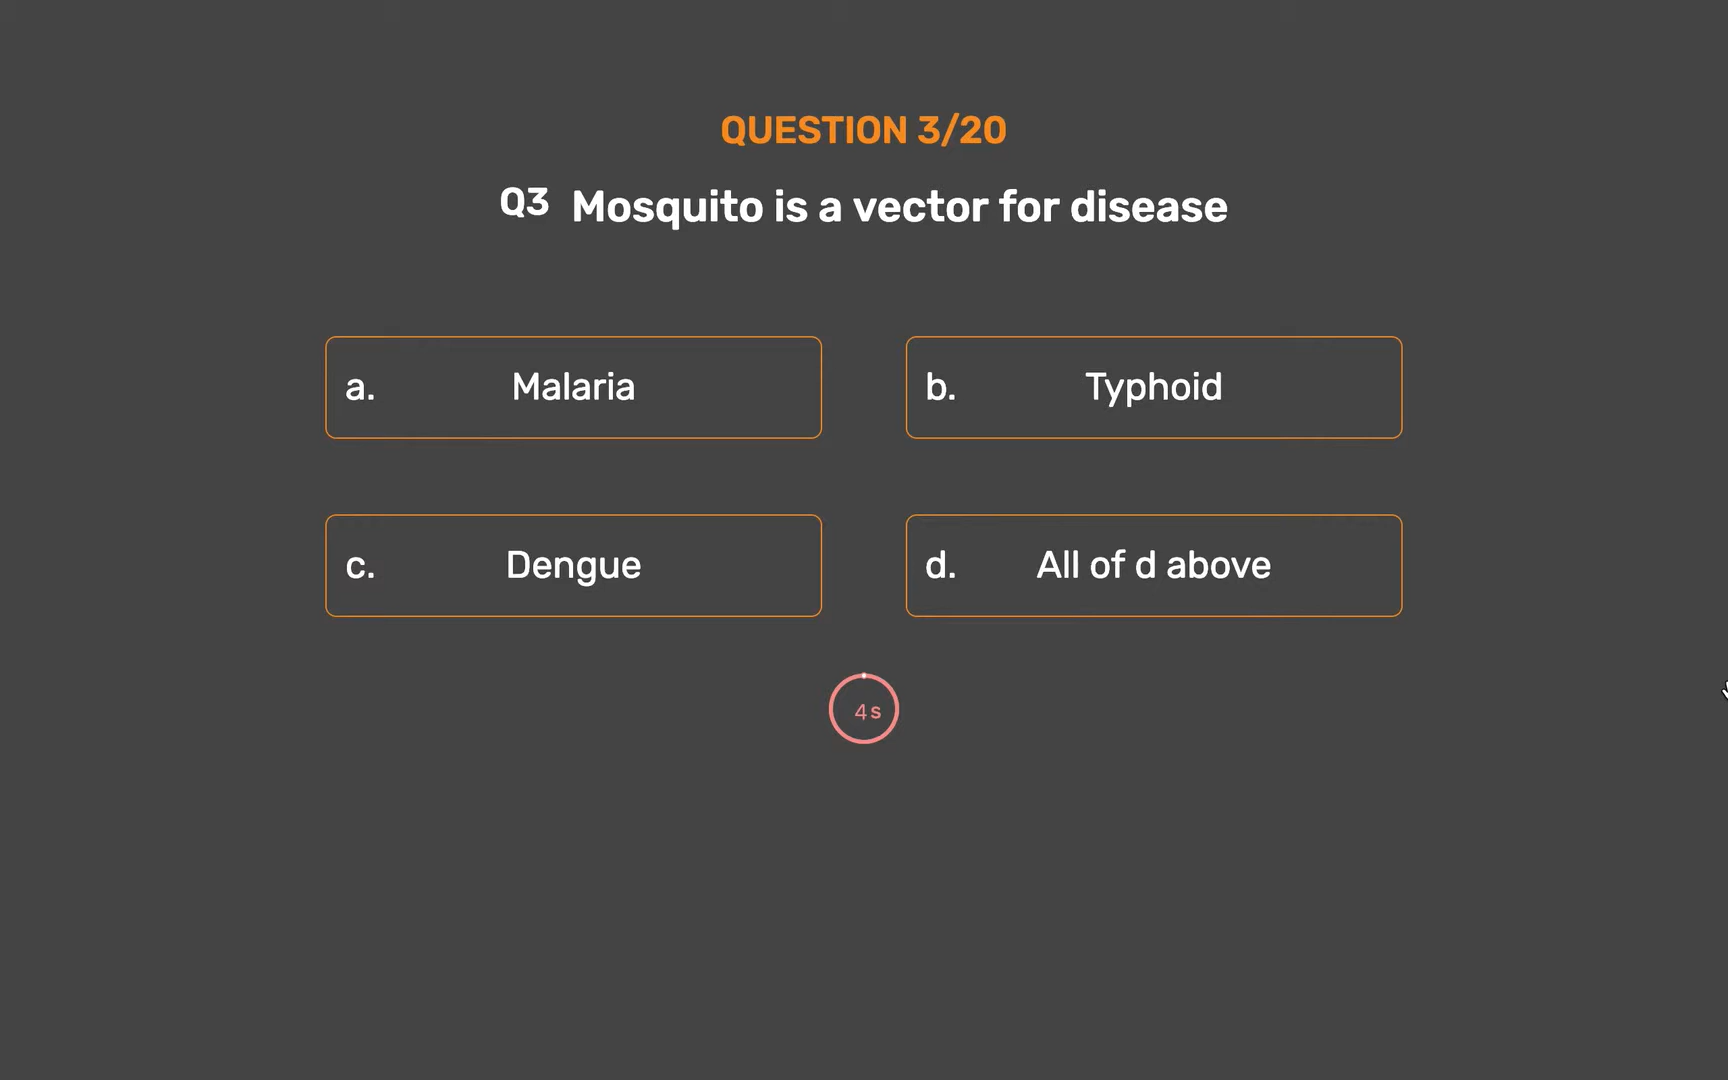 QUESTION 3/20
Q3 Mosquito is a vector for disease
a. Malaria
b. Typhoid
c. Dengue
d. All of d above
4s